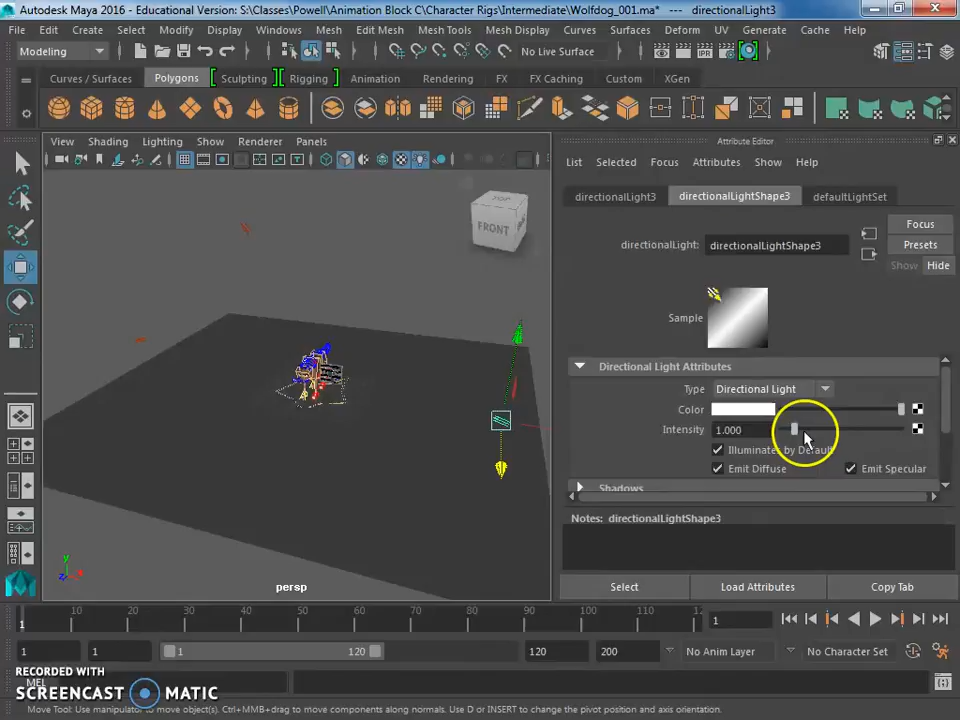 Autodesk Maya 2016 - Educational Version: S:\Classes\Powell\Animation Block C\Character Rigs\Intermediate\Wolfdog_001.ma* --- directionalLight3
File Edit Create Select Modify Display Windows Mesh Edit Mesh Mesh Tools Mesh Display Curves Surfaces Deform UV Generate Cache Help
Modeling No Live Surface
Curves / Surfaces Polygons Sculpting Rigging Animation Rendering FX FX Caching Custom XGen
View Shading Lighting Show Renderer Panels
Attribute Editor
List Selected Focus Attributes Show Help
directionalLight3 directionalLightShape3 defaultLightSet
TOP
FRONT
Focus
directionalLight: directionalLightShape3 Presets
Show Hide
Sample
Directional Light Attributes
Type Directional Light
Color
Intensity 1.000
Illuminates by Default
Emit Diffuse Emit Specular
Shadows
Notes: directionalLightShape3
y
z x
persp
Select Load Attributes Copy Tab
1 10 20 30 40 50 60 70 80 90 100 110 12 1
1 1 1 120 120 200 No Anim Layer No Character Set
RECORDED WITH
MEL
SCREENCAST MATIC
Move Tool: Use manipulator to move object(s). Ctrl+MMB+drag to move components along normals. Use D or INSERT to change the pivot position and axis orientation.